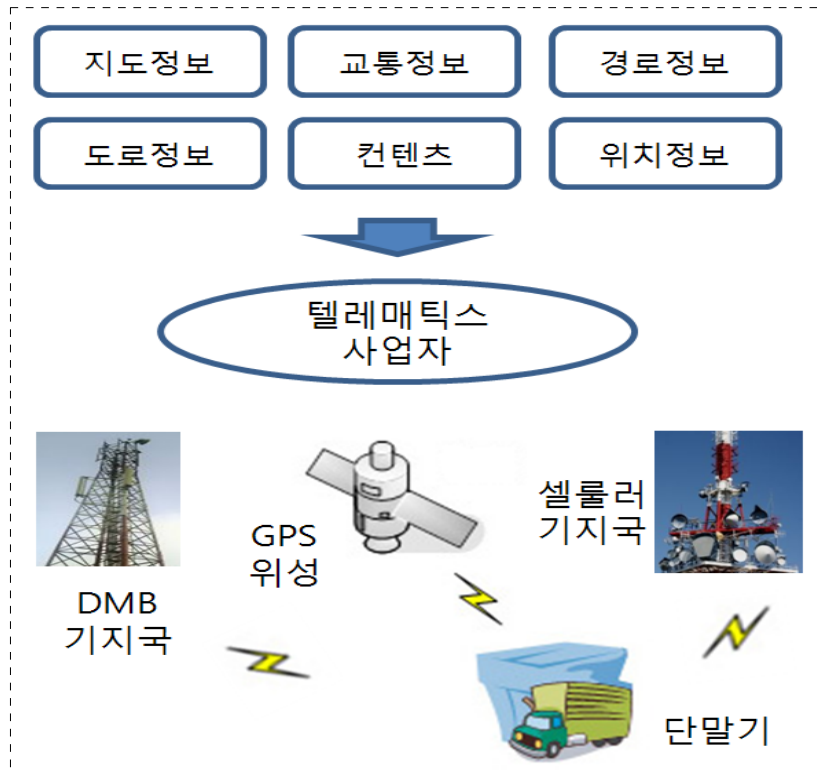 지도정보
교통정보
경로정보
도로정보
컨텐츠
위치정보
텔레매틱스
사업자
GPS
위성
셀룰러
기지국
DMB
기지국
단말기